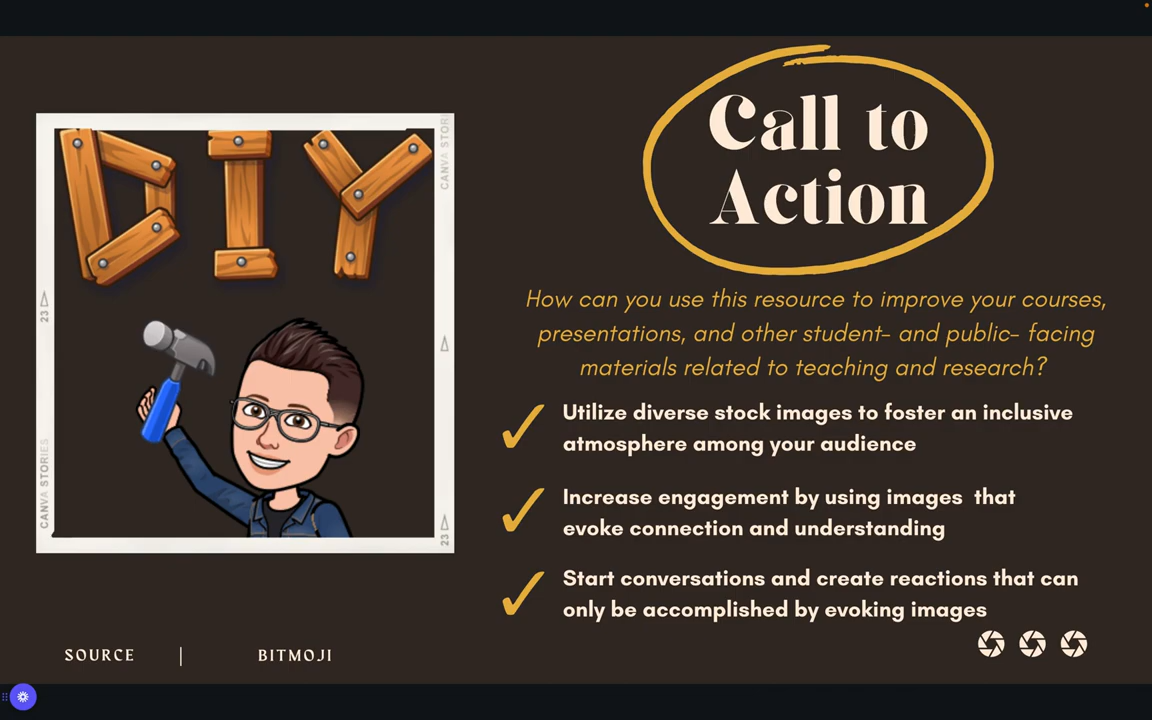 Call to
Action
DIY
CANVA STORIES
23
CANVA STORI
23
How can you use this resource to improve your courses,
presentations, and other student- and public- facing
materials related to teaching and research?
Utilize diverse stock images to foster an inclusive
atmosphere among your audience
Increase engagement by using images that
evoke connection and understanding
Start conversations and create reactions that can
only be accomplished by evoking images
SOURCE | BITMOJI